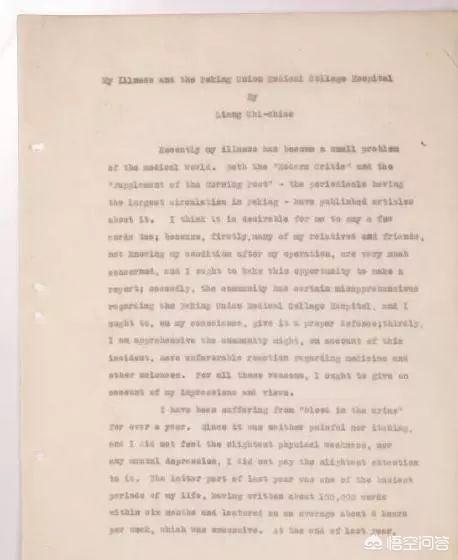 My Illness and the Peking Union Medical College Hospital
By
Liang Chi-chiao
Recently my illness has become a small problem
of the medical world. Both the "Modern Critic" and the
"Supplement of the Morning Post" - the periodicals having
the largest circulation in Peking - have published articles
about it. I think it is desirable for me to say a few
words too; because, firstly, many of my relatives and friends,
not knowing my condition after my operation, are very much
concerned, and I ought to take this opportunity to make a
report; secondly, the community has certain misapprehensions
regarding the Peking Union Medical College Hospital, and I
ought to, on my conscience, give it a proper defense; thirdly,
I am apprehensive the community might, on account of this
incident, have unfavorable reaction regarding medicine and
other sciences. For all these reasons, I ought to give an
account of my impressions and views.
I have been suffering from "blood in the urine"
for over a year. Since it was neither painful nor itching,
and I did not feel the slightest physical weakness, nor
any unusual depression, I did not pay the slightest attention
to it. The latter part of last year was one of the busiest
periods of my life, having written about 100,000 words
within six months and lectured on an average about 8 hours
per week, which was excessive. At the end of last year,
悟空问答